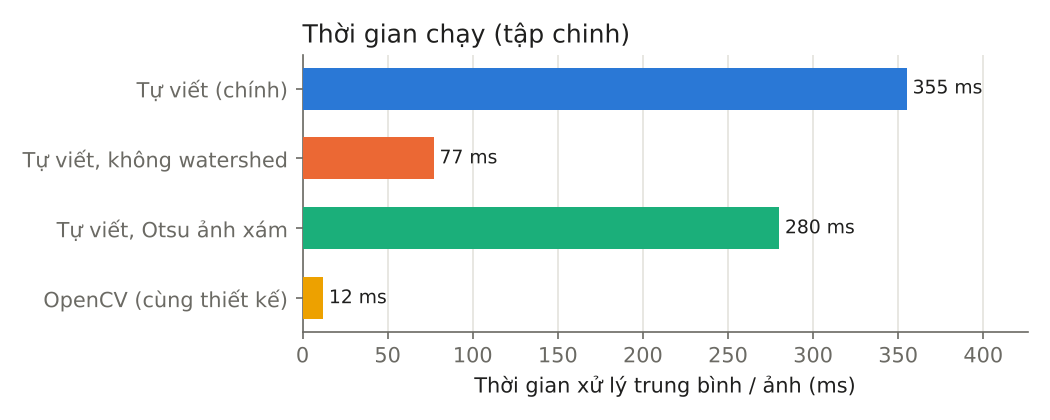 Thời gian chạy (tập chinh)
Tự viết (chính)
355 ms
Tự viết, không watershed
77 ms
Tự viết, Otsu ảnh xám
280 ms
OpenCV (cùng thiết kế)
12 ms
0 50 100 150 200 250 300 350 400
Thời gian xử lý trung bình / ảnh (ms)